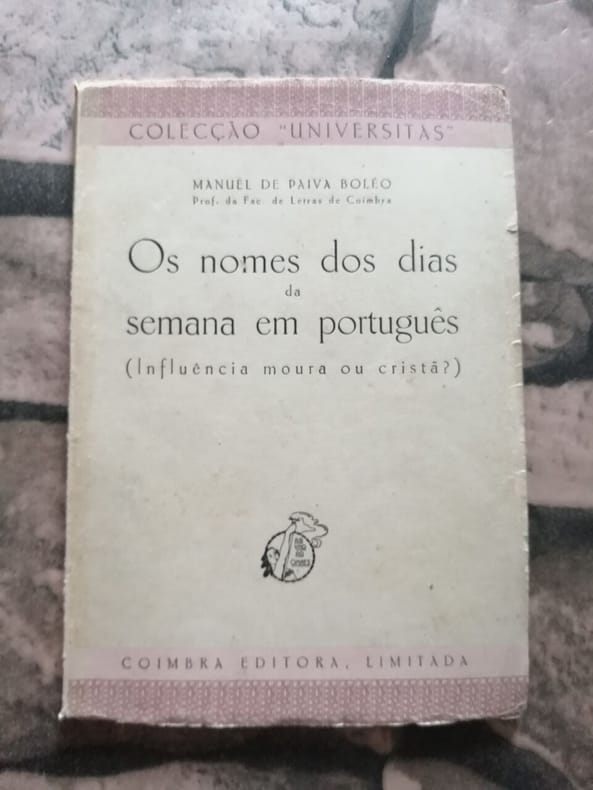 COLECÇÃO "UNIVERSITAS"
MANUEL DE PAIVA BOLÉO
Prof. da Fac. de Letras de Coimbra
Os nomes dos dias
da
semana em português
(Influência moura ou cristã?)
COIMBRA EDITORA, LIMITADA